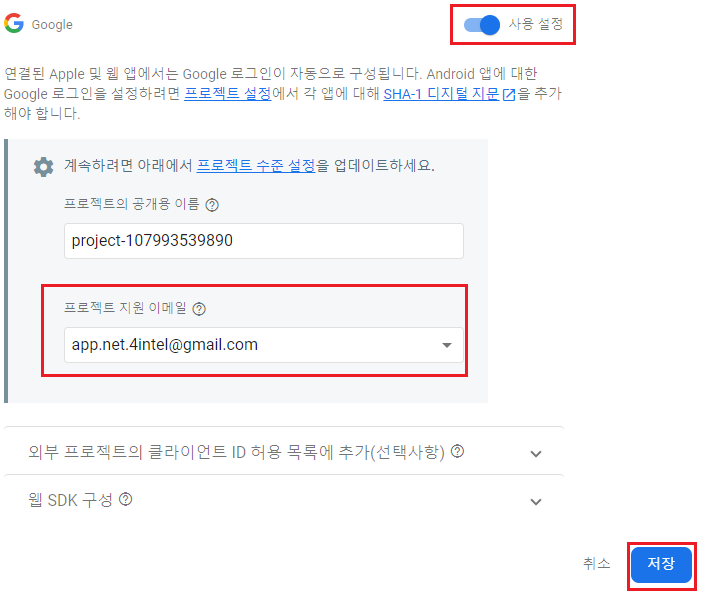 Google
사용 설정
연결된 Apple 및 웹 앱에서는 Google 로그인이 자동으로 구성됩니다. Android 앱에 대한
Google 로그인을 설정하려면 프로젝트 설정에서 각 앱에 대해 SHA-1 디지털 지문을 추가
해야 합니다.
계속하려면 아래에서 프로젝트 수준 설정을 업데이트하세요.
프로젝트의 공개용 이름
project-107993539890
프로젝트 지원 이메일
app.net.4intel@gmail.com
외부 프로젝트의 클라이언트 ID 허용 목록에 추가(선택사항)
웹 SDK 구성
취소
저장